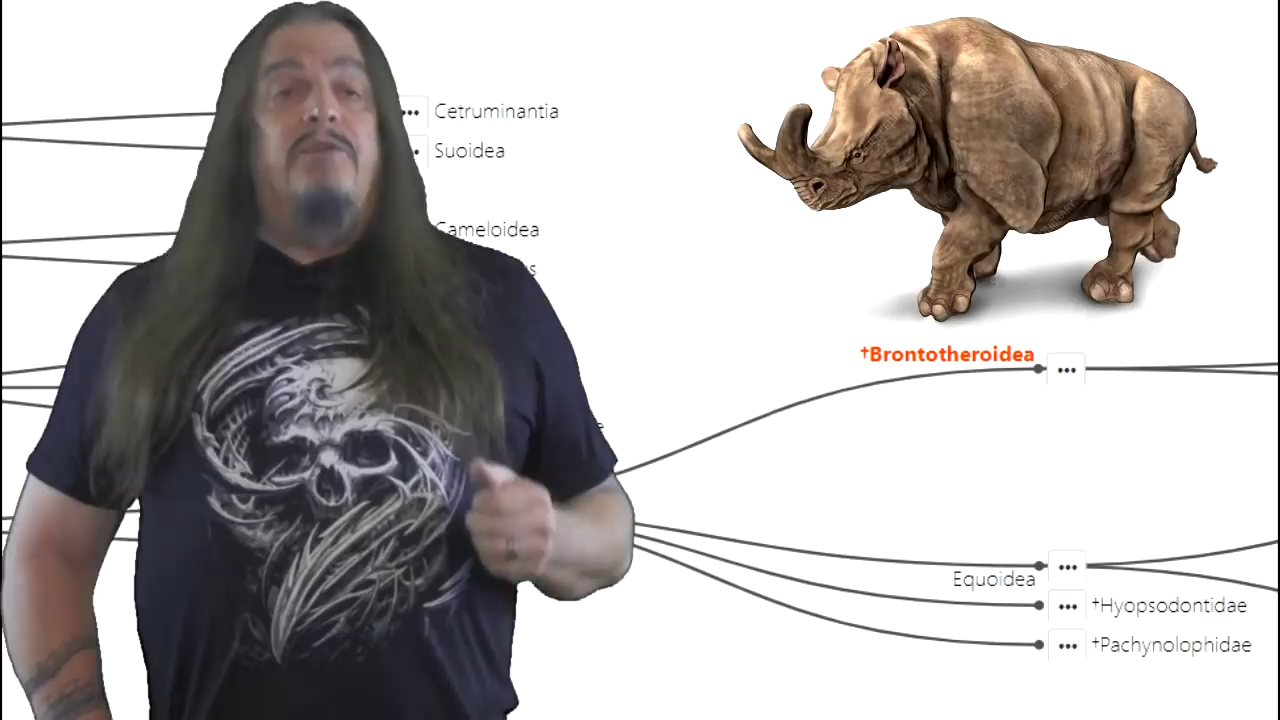 Cetruminantia
Suoidea
Cameloidea
†Brontotheroidea
Equoidea
†Hyopsodontidae
†Pachynolophidae